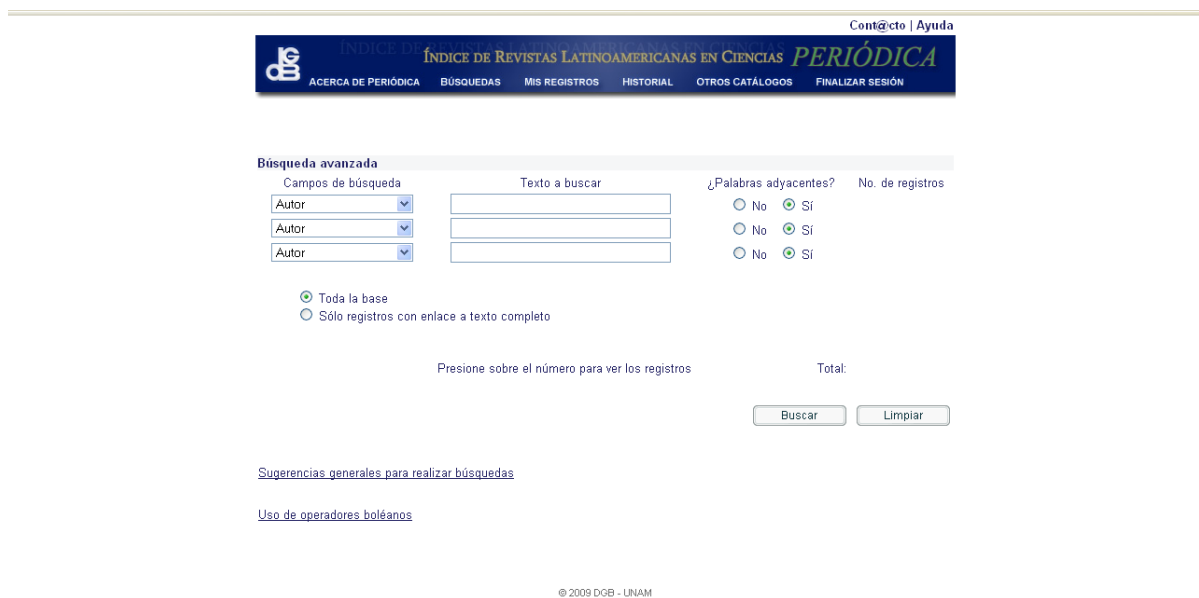 Cont@cto | Ayuda
ÍNDICE DE REVISTAS LATINOAMERICANAS EN CIENCIAS PERIÓDICA
DGB
ACERCA DE PERIÓDICA BÚSQUEDAS MIS REGISTROS HISTORIAL OTROS CATÁLOGOS FINALIZAR SESIÓN
Búsqueda avanzada
Campos de búsqueda Texto a buscar ¿Palabras adyacentes? No. de registros
Autor No Sí
Autor No Sí
Autor No Sí
Toda la base
Sólo registros con enlace a texto completo
Presione sobre el número para ver los registros Total:
Buscar Limpiar
Sugerencias generales para realizar búsquedas
Uso de operadores boléanos
© 2009 DGB - UNAM